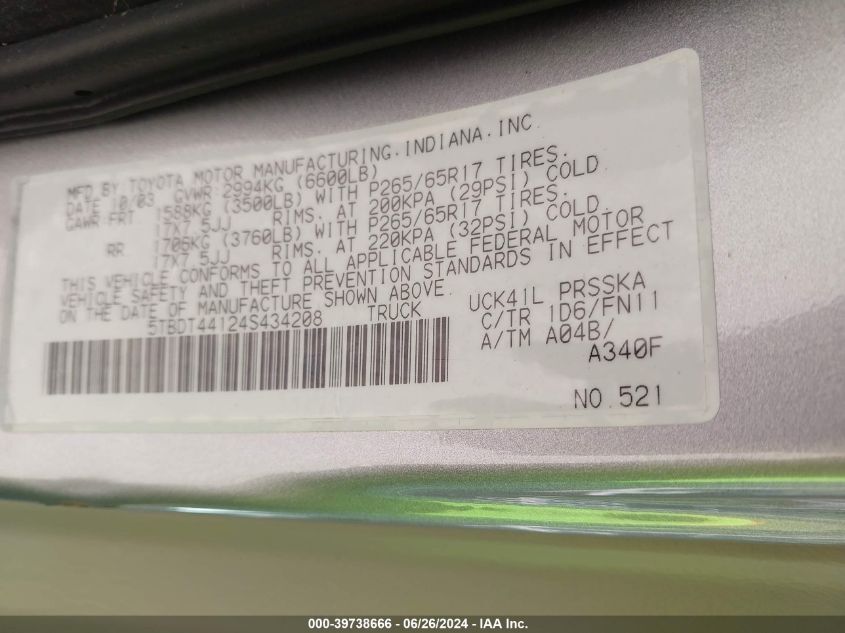 MFD BY TOYOTA MOTOR MANUFACTURING.INDIANA.INC.
DATE 10/03 GVWR 2994KG (6600LB)
GAWR FRT 1588KG (3500LB) WITH P265/65R17 TIRES.
17X7.5JJ RIMS. AT 200KPA (29PSI) COLD
RR 1706KG (3760LB) WITH P265/65R17 TIRES.
17X7.5JJ RIMS. AT 220KPA (32PSI) COLD.
THIS VEHICLE CONFORMS TO ALL APPLICABLE FEDERAL MOTOR
VEHICLE SAFETY AND THEFT PREVENTION STANDARDS IN EFFECT
ON THE DATE OF MANUFACTURE SHOWN ABOVE.
5TBDT44124S434208 TRUCK
UCK41L PRSSKA
C/TR 1D6/FN11
A/TM A04B/
A340F
NO.521
000-39738666 - 06/26/2024 - IAA Inc.